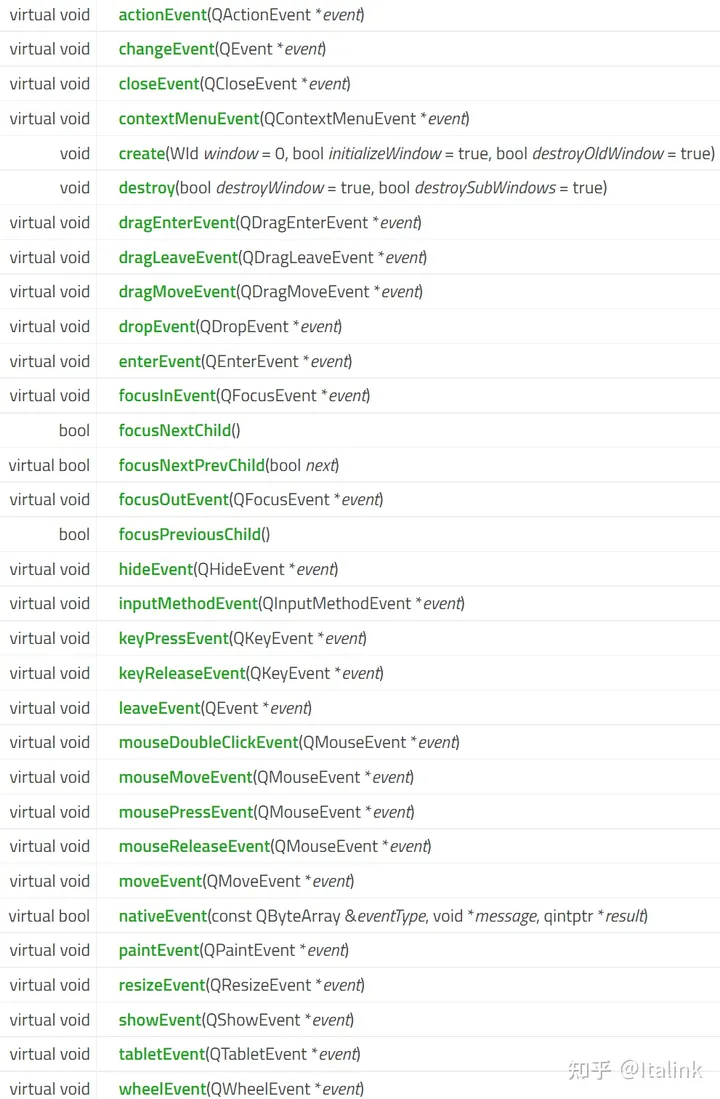 virtual void actionEvent(QActionEvent *event)
virtual void changeEvent(QEvent *event)
virtual void closeEvent(QCloseEvent *event)
virtual void contextMenuEvent(QContextMenuEvent *event)
void create(WId window = 0, bool initializeWindow = true, bool destroyOldWindow = true)
void destroy(bool destroyWindow = true, bool destroySubWindows = true)
virtual void dragEnterEvent(QDragEnterEvent *event)
virtual void dragLeaveEvent(QDragLeaveEvent *event)
virtual void dragMoveEvent(QDragMoveEvent *event)
virtual void dropEvent(QDropEvent *event)
virtual void enterEvent(QEnterEvent *event)
virtual void focusInEvent(QFocusEvent *event)
bool focusNextChild()
virtual bool focusNextPrevChild(bool next)
virtual void focusOutEvent(QFocusEvent *event)
bool focusPreviousChild()
virtual void hideEvent(QHideEvent *event)
virtual void inputMethodEvent(QInputMethodEvent *event)
virtual void keyPressEvent(QKeyEvent *event)
virtual void keyReleaseEvent(QKeyEvent *event)
virtual void leaveEvent(QEvent *event)
virtual void mouseDoubleClickEvent(QMouseEvent *event)
virtual void mouseMoveEvent(QMouseEvent *event)
virtual void mousePressEvent(QMouseEvent *event)
virtual void mouseReleaseEvent(QMouseEvent *event)
virtual void moveEvent(QMoveEvent *event)
virtual bool nativeEvent(const QByteArray &eventType, void *message, qintptr *result)
virtual void paintEvent(QPaintEvent *event)
virtual void resizeEvent(QResizeEvent *event)
virtual void showEvent(QShowEvent *event)
virtual void tabletEvent(QTabletEvent *event)
知乎 @Italink
virtual void wheelEvent(QWheelEvent *event)